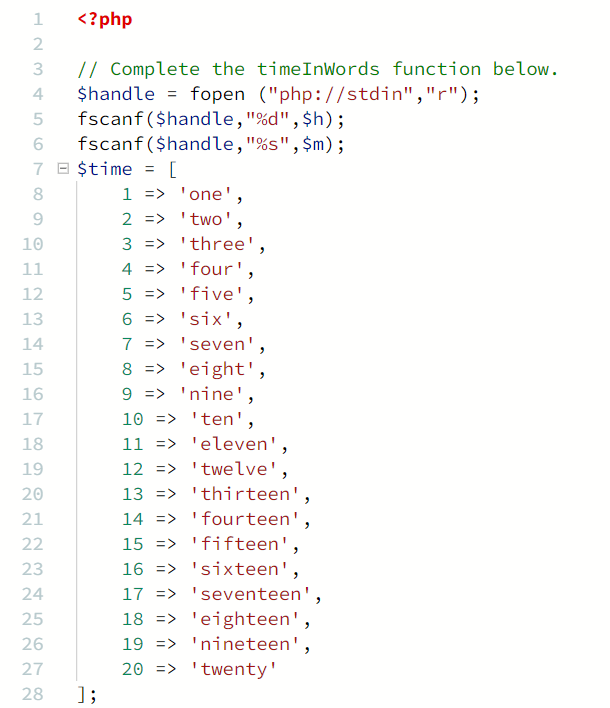 1 <?php
2
3 // Complete the timeInWords function below.
4 $handle = fopen ("php://stdin","r");
5 fscanf($handle,"%d",$h);
6 fscanf($handle,"%s",$m);
7 $time = [
8 1 => 'one',
9 2 => 'two',
10 3 => 'three',
11 4 => 'four',
12 5 => 'five',
13 6 => 'six',
14 7 => 'seven',
15 8 => 'eight',
16 9 => 'nine',
17 10 => 'ten',
18 11 => 'eleven',
19 12 => 'twelve',
20 13 => 'thirteen',
21 14 => 'fourteen',
22 15 => 'fifteen',
23 16 => 'sixteen',
24 17 => 'seventeen',
25 18 => 'eighteen',
26 19 => 'nineteen',
27 20 => 'twenty'
28 ];